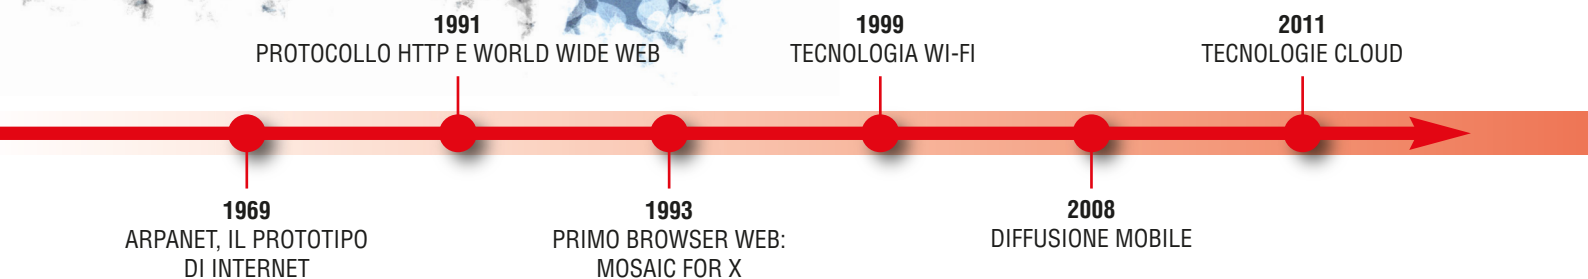 1991
PROTOCOLLO HTTP E WORLD WIDE WEB
1999
TECNOLOGIA WI-FI
2011
TECNOLOGIE CLOUD
1969
ARPANET, IL PROTOTIPO
DI INTERNET
1993
PRIMO BROWSER WEB:
MOSAIC FOR X
2008
DIFFUSIONE MOBILE